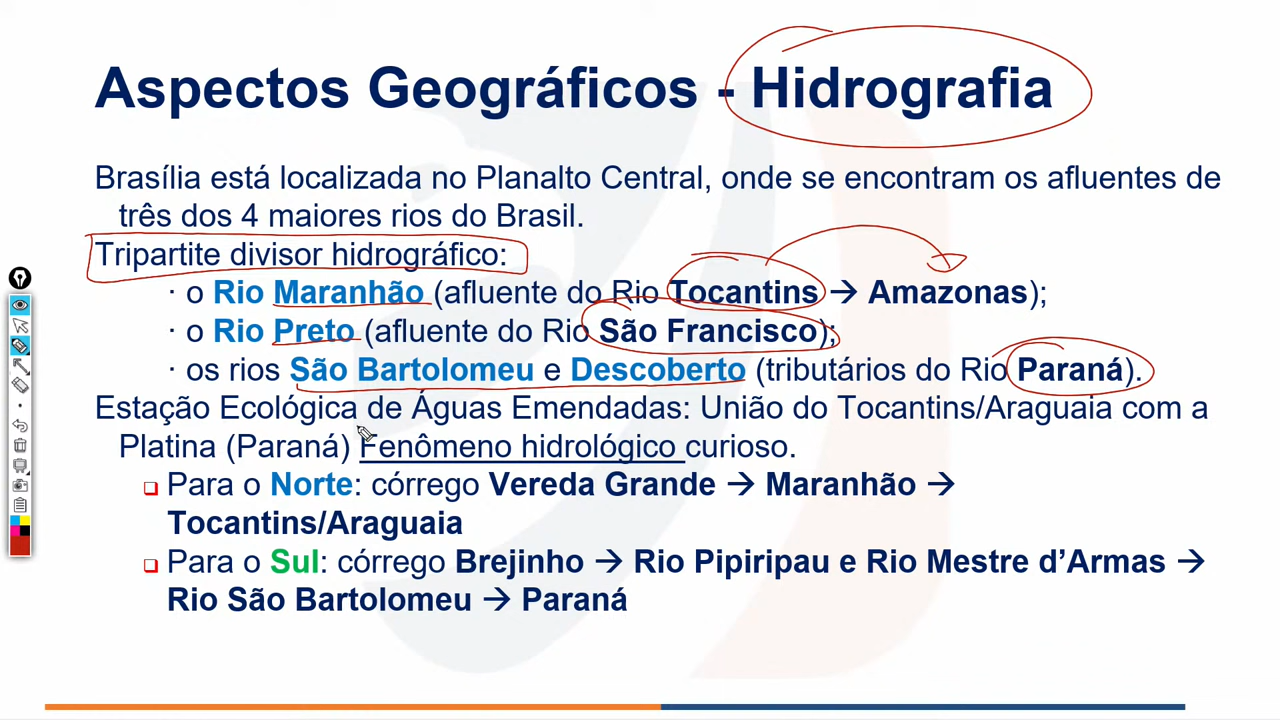 Aspectos Geográficos - Hidrografia
Brasília está localizada no Planalto Central, onde se encontram os afluentes de
três dos 4 maiores rios do Brasil.
Tripartite divisor hidrográfico:
· o Rio Maranhão (afluente do Rio Tocantins → Amazonas);
· o Rio Preto (afluente do Rio São Francisco);
· os rios São Bartolomeu e Descoberto (tributários do Rio Paraná).
Estação Ecológica de Águas Emendadas: União do Tocantins/Araguaia com a
Platina (Paraná) Fenômeno hidrológico curioso.
❑ Para o Norte: córrego Vereda Grande → Maranhão →
Tocantins/Araguaia
❑ Para o Sul: córrego Brejinho → Rio Pipiripau e Rio Mestre d’Armas →
Rio São Bartolomeu → Paraná